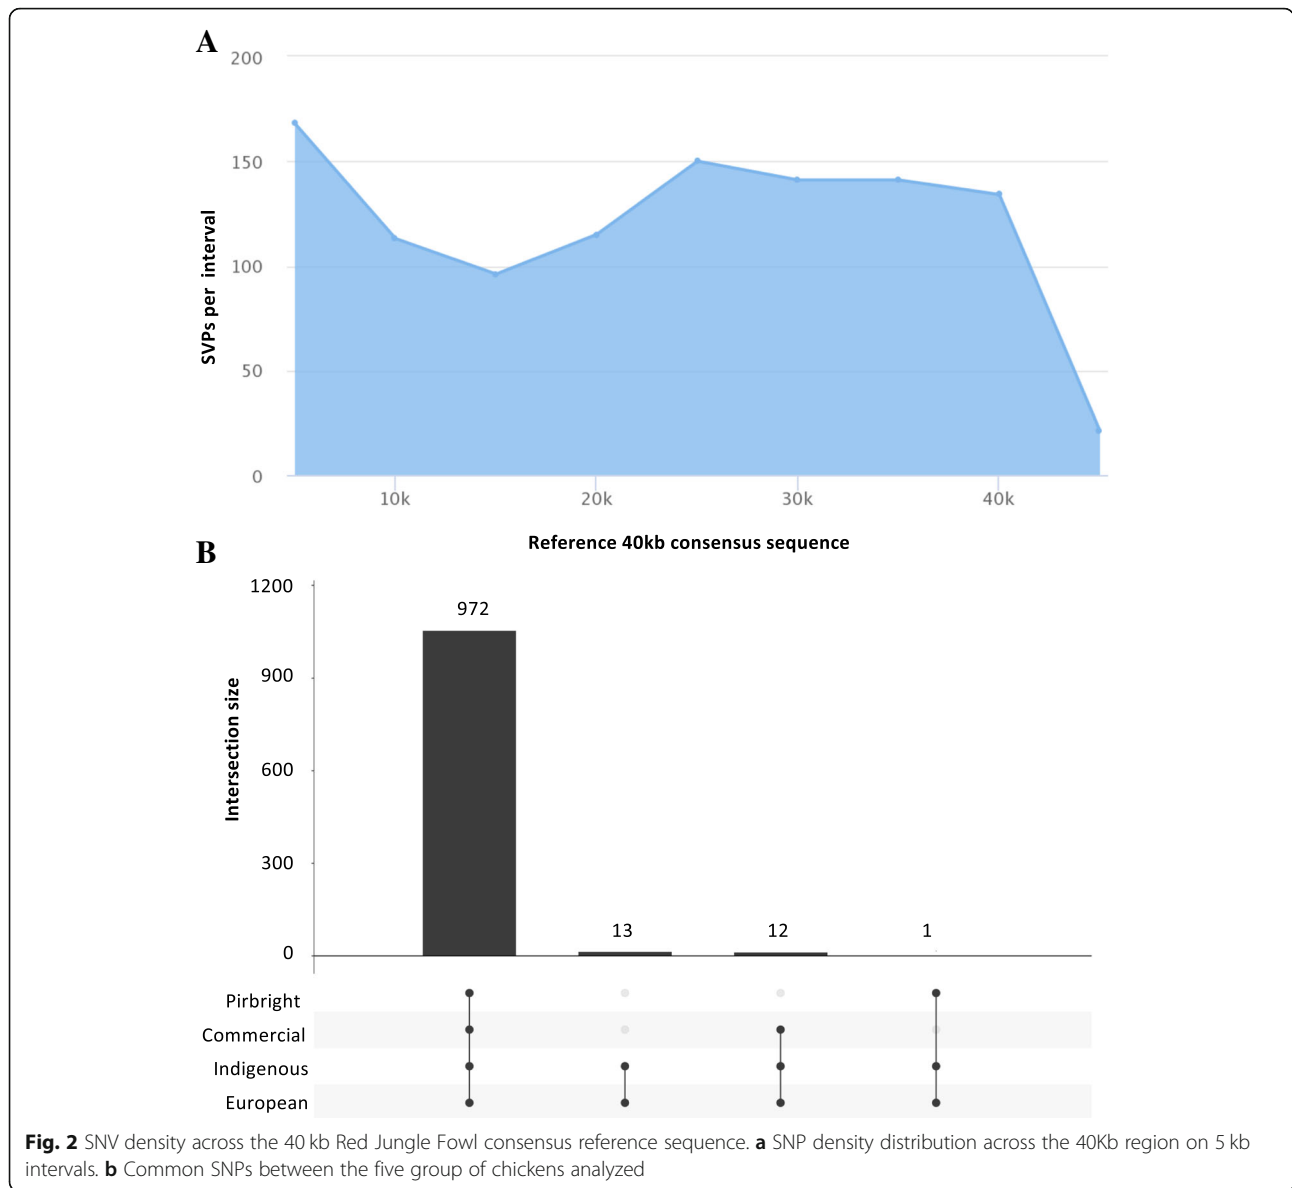 A
200
150
100
50
0
SVPs per interval
10k 20k 30k 40k
Reference 40kb consensus sequence
B
1200
900
600
300
0
Intersection size
972
13
12
1
Pirbright
Commercial
Indigenous
European
Fig. 2 SNV density across the 40 kb Red Jungle Fowl consensus reference sequence. a SNP density distribution across the 40Kb region on 5 kb
intervals. b Common SNPs between the five group of chickens analyzed